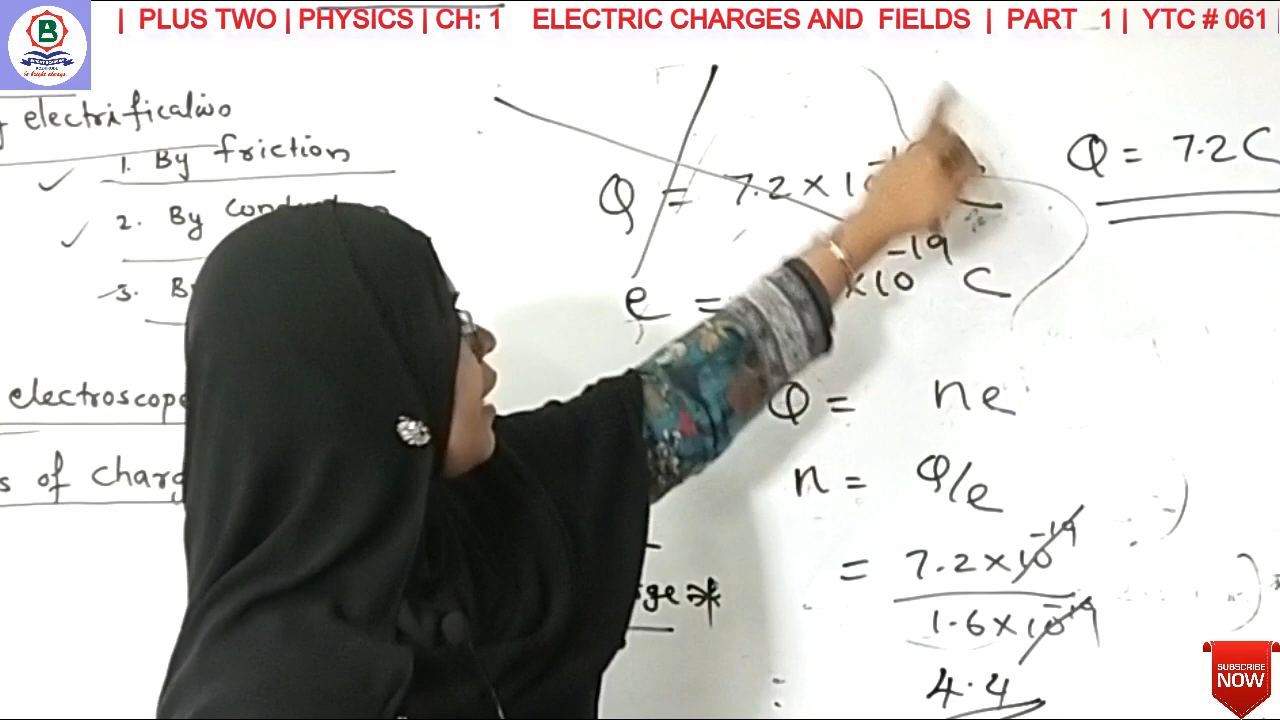 | PLUS TWO | PHYSICS | CH: 1 ELECTRIC CHARGES AND FIELDS | PART 1 | YTC # 061 |
B
electrification
1. By friction
2. By
3.
electroscope
of
Q = 7.2 × 10
e = ×10⁻¹⁹ C
Q = ne
n = Q/e
= 7.2 × 10⁻¹⁹
1.6 × 10⁻¹⁹
4.4
Q = 7.2 C
SUBSCRIBE
NOW